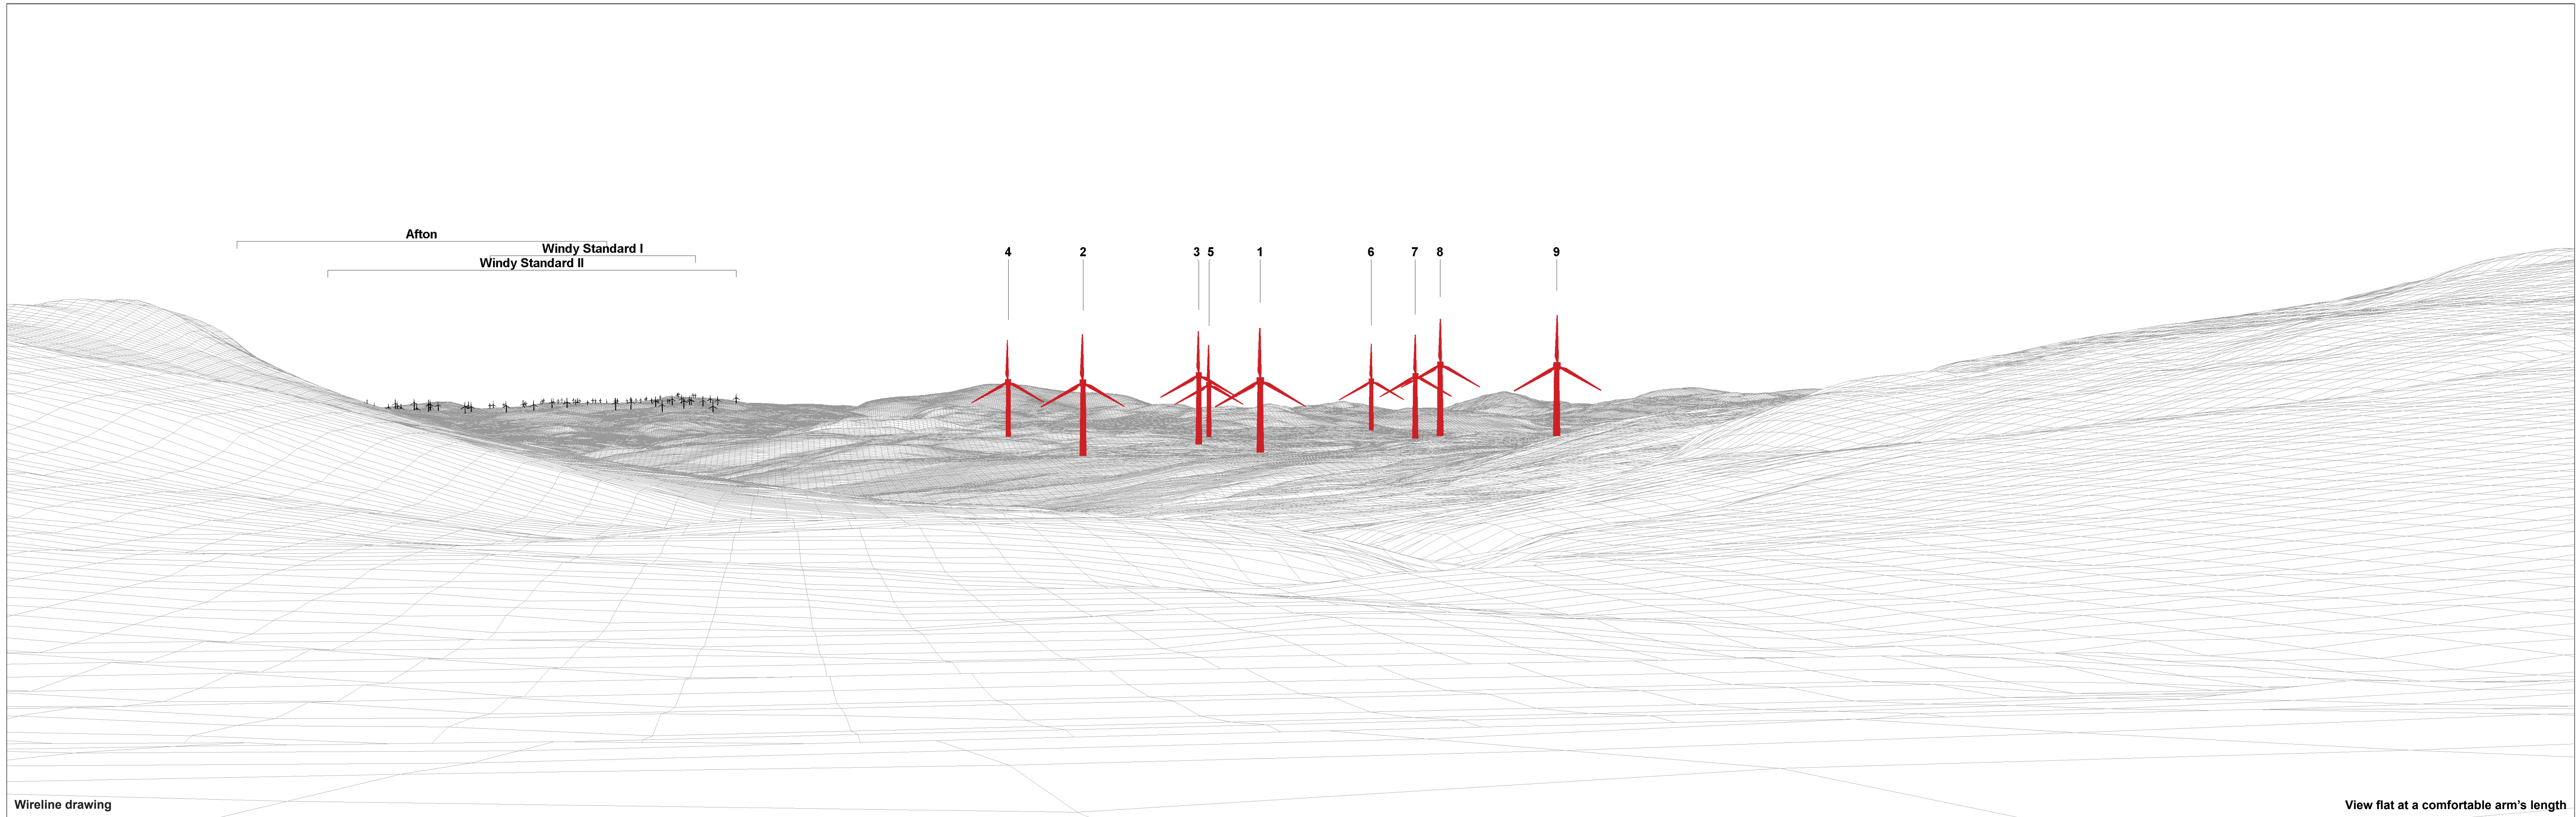 Afton
Windy Standard I
Windy Standard II
4 2 3 5 1 6 7 8 9
Wireline drawing
View flat at a comfortable arm's length